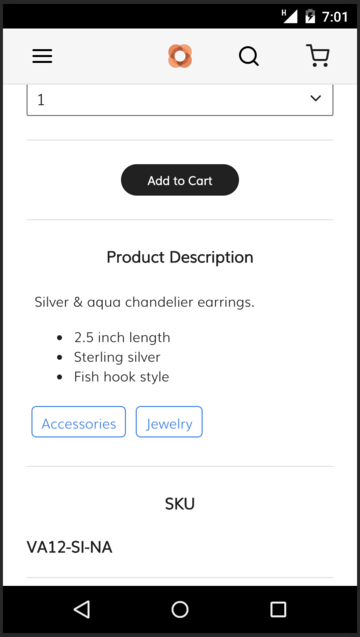 H 7:01
1
Add to Cart
Product Description
Silver & aqua chandelier earrings.
• 2.5 inch length
• Sterling silver
• Fish hook style
Accessories Jewelry
SKU
VA12-SI-NA